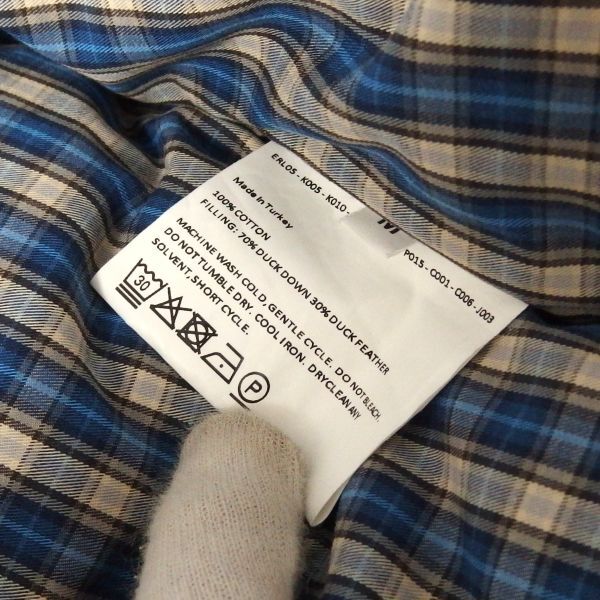 ERL05 - K005 - K010 -
M
P015 - C001 - C006 - J003
Made in Turkey
100% COTTON
FILLING: 70% DUCK DOWN 30% DUCK FEATHER
MACHINE WASH COLD, GENTLE CYCLE. DO NOT BLEACH.
DO NOT TUMBLE DRY. COOL IRON. DRYCLEAN ANY
SOLVENT, SHORT CYCLE.
30
P